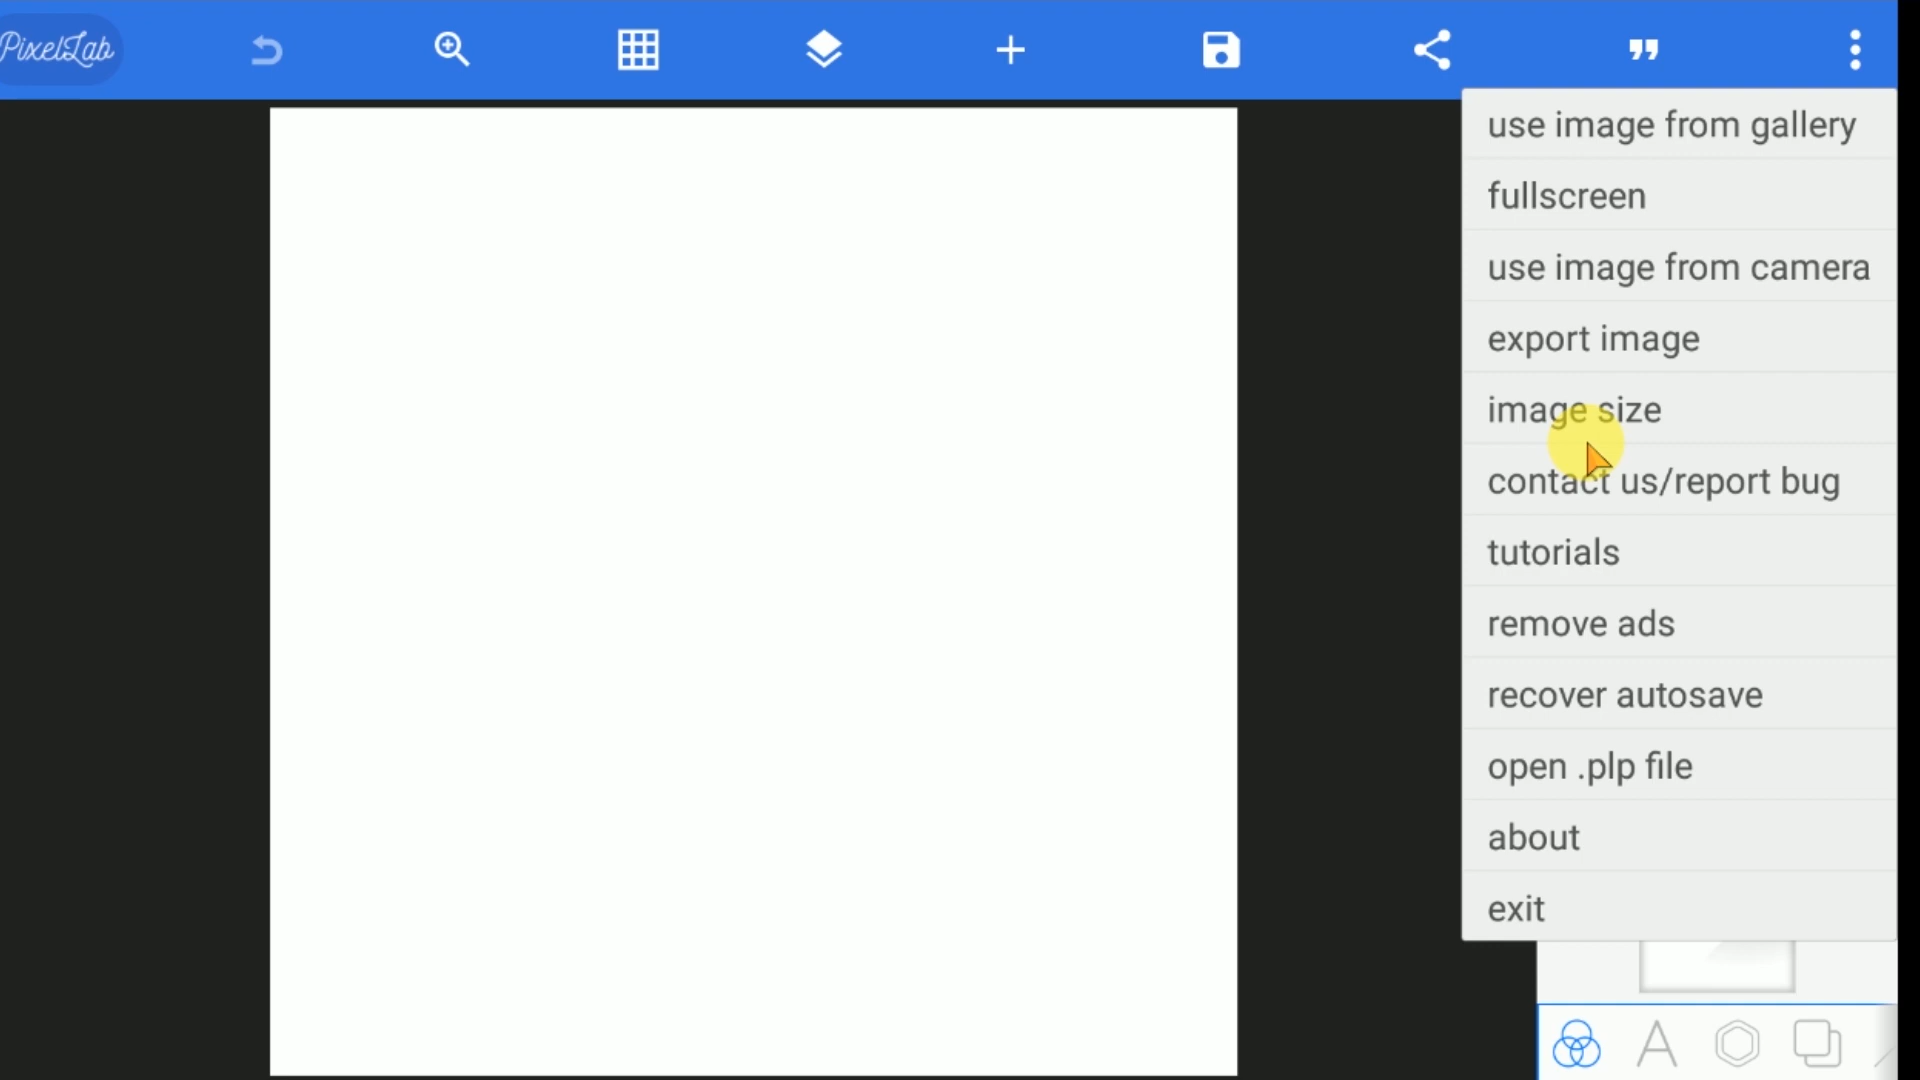 PixelLab
use image from gallery
fullscreen
use image from camera
export image
image size
contact us/report bug
tutorials
remove ads
recover autosave
open .plp file
about
exit